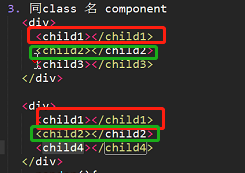 3. 同class 名 component
<div>
<child1></child1>
<child2></child2>
<child3></child3>
</div>
<div>
<child1></child1>
<child2></child2>
<child4></child4>
</div>